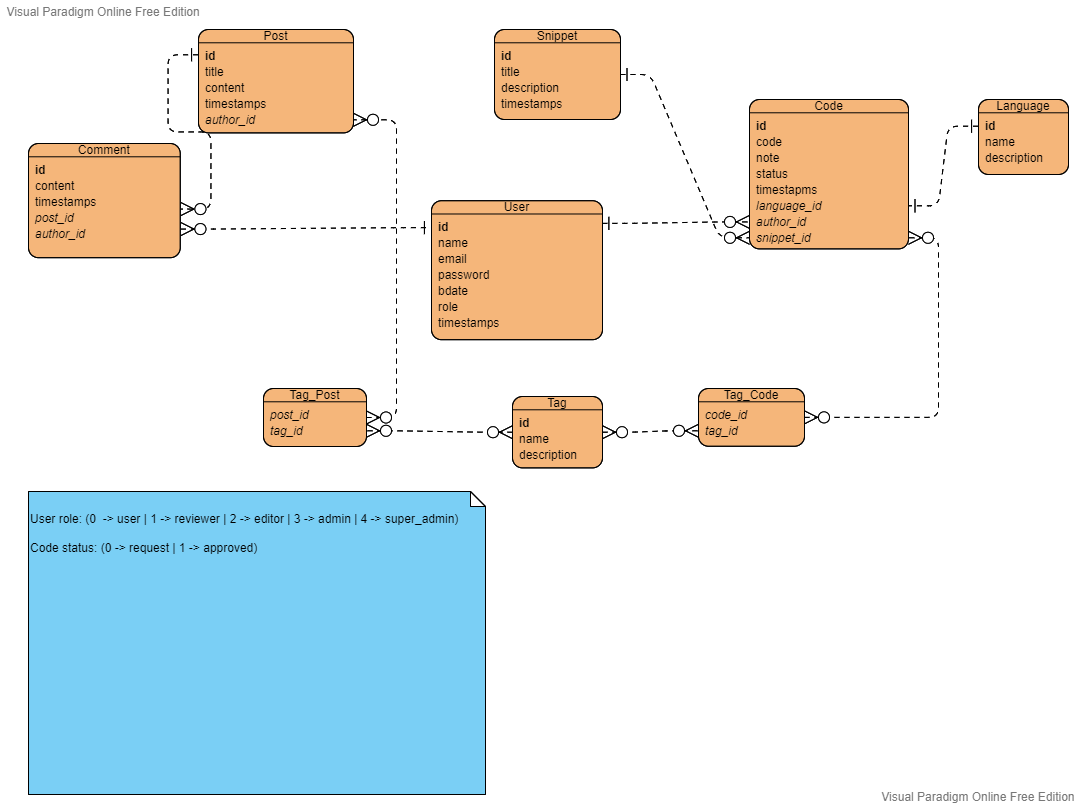 Visual Paradigm Online Free Edition
Post
id
title
content
timestamps
author_id
Snippet
id
title
description
timestamps
Code
id
code
note
status
timestapms
language_id
author_id
snippet_id
Language
id
name
description
Comment
id
content
timestamps
post_id
author_id
User
id
name
email
password
bdate
role
timestamps
Tag_Post
post_id
tag_id
Tag
id
name
description
Tag_Code
code_id
tag_id
User role: (0  -> user | 1 -> reviewer | 2 -> editor | 3 -> admin | 4 -> super_admin)
Code status: (0 -> request | 1 -> approved)
Visual Paradigm Online Free Edition